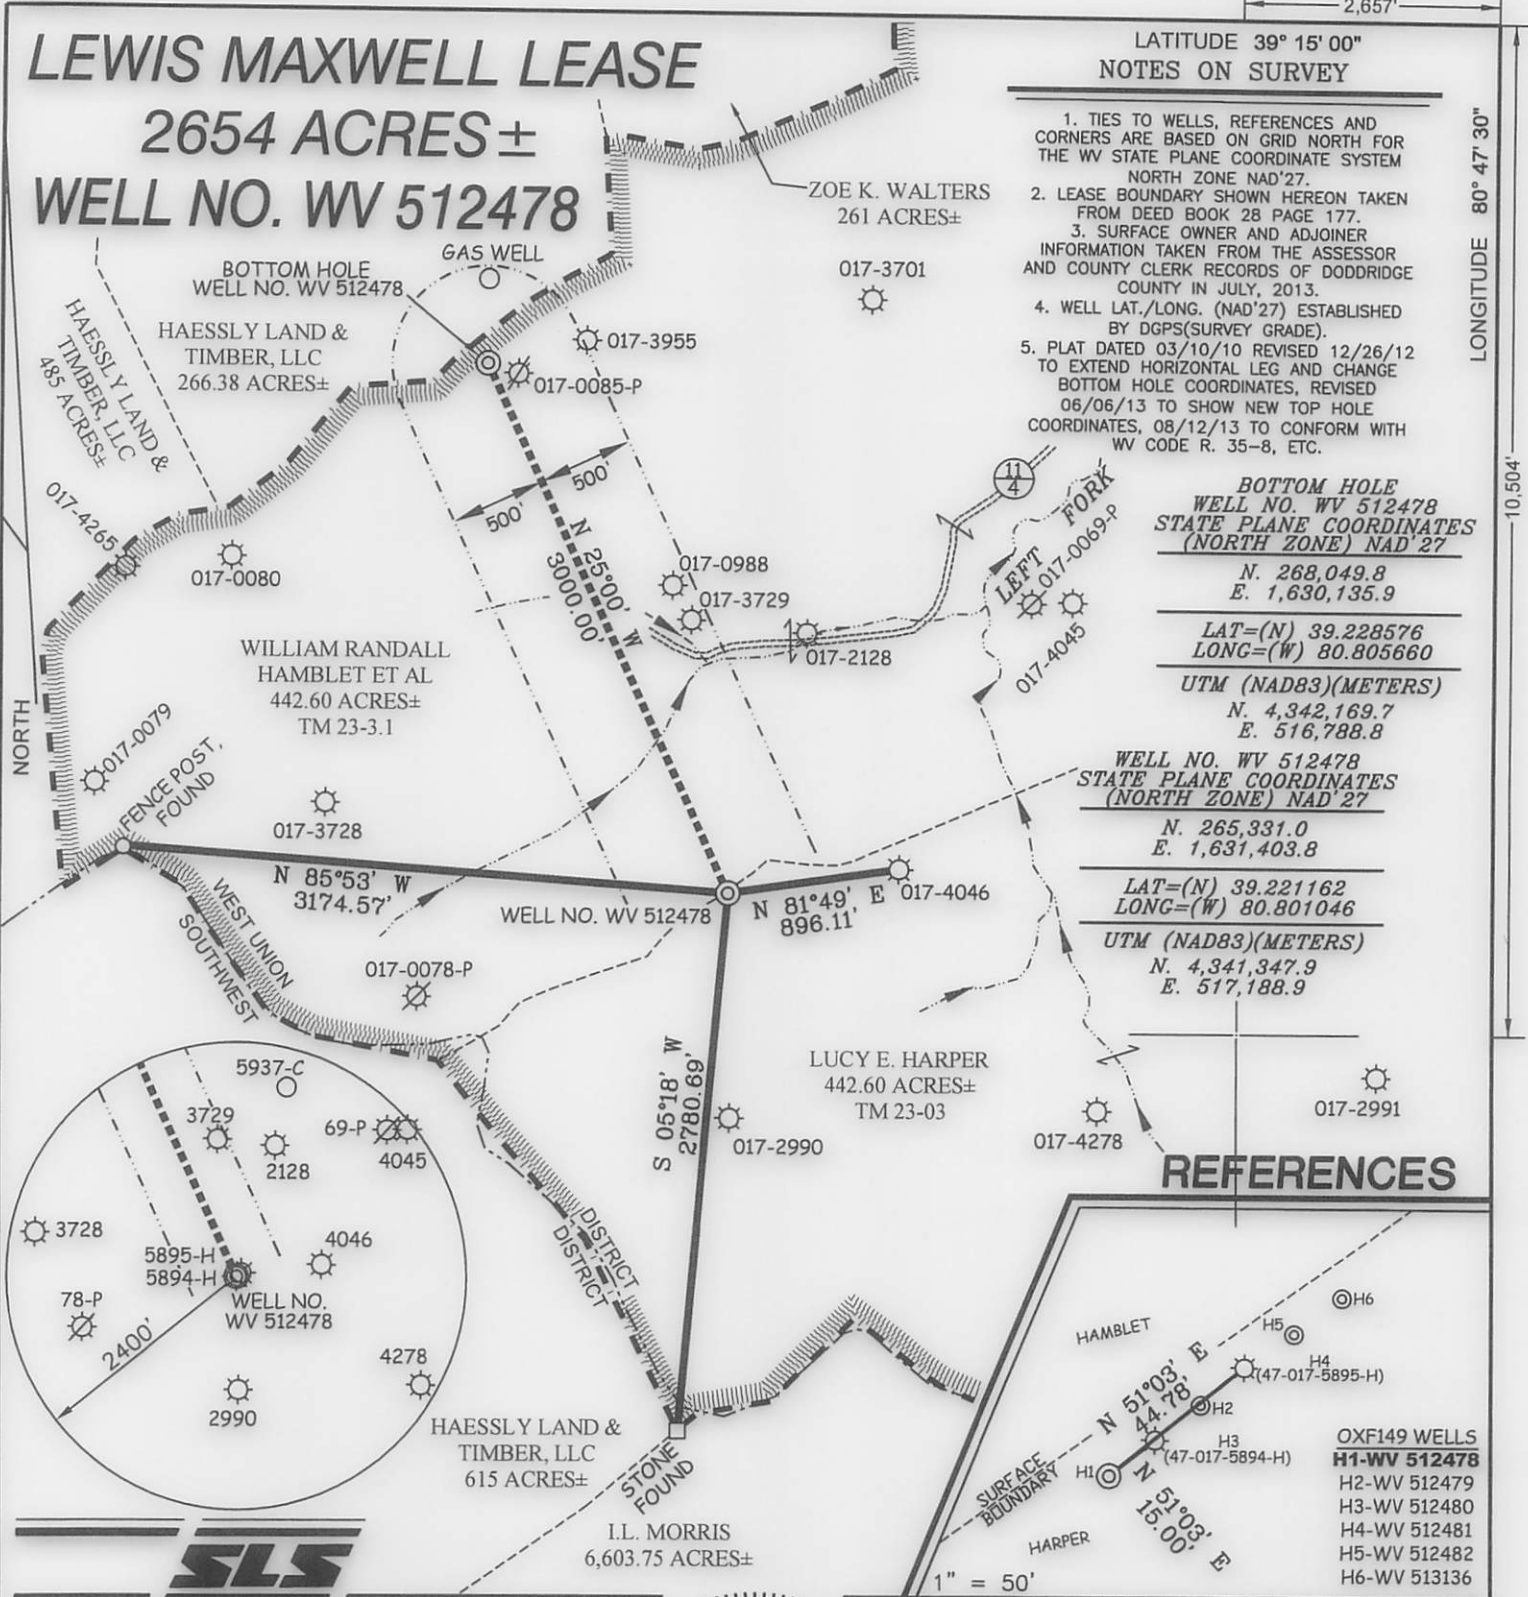 2,657'
LEWIS MAXWELL LEASE
2654 ACRES ±
WELL NO. WV 512478
LATITUDE 39° 15' 00"
NOTES ON SURVEY
1. TIES TO WELLS, REFERENCES AND
CORNERS ARE BASED ON GRID NORTH FOR
THE WV STATE PLANE COORDINATE SYSTEM
NORTH ZONE NAD'27.
2. LEASE BOUNDARY SHOWN HEREON TAKEN
FROM DEED BOOK 28 PAGE 177.
3. SURFACE OWNER AND ADJOINER
INFORMATION TAKEN FROM THE ASSESSOR
AND COUNTY CLERK RECORDS OF DODDRIDGE
COUNTY IN JULY, 2013.
4. WELL LAT./LONG. (NAD'27) ESTABLISHED
BY DGPS(SURVEY GRADE).
5. PLAT DATED 03/10/10 REVISED 12/26/12
TO EXTEND HORIZONTAL LEG AND CHANGE
BOTTOM HOLE COORDINATES, REVISED
06/06/13 TO SHOW NEW TOP HOLE
COORDINATES, 08/12/13 TO CONFORM WITH
WV CODE R. 35-8, ETC.
LONGITUDE 80° 47' 30"
10,504'
ZOE K. WALTERS
261 ACRES±
017-3701
GAS WELL
BOTTOM HOLE
WELL NO. WV 512478
HAESSLY LAND &
TIMBER, LLC
266.38 ACRES±
HAESSLY LAND &
TIMBER, LLC
485 ACRES±
017-3955
017-0085-P
500'
500'
017-4265
017-0080
N 25°00' W
3000.00'
11
4
LEFT FORK
017-0069-P
017-0988
017-3729
017-2128
017-4045
WILLIAM RANDALL
HAMBLET ET AL
442.60 ACRES±
TM 23-3.1
NORTH
017-0079
FENCE POST,
FOUND
017-3728
N 85°53' W
3174.57'
WELL NO. WV 512478
N 81°49' E
896.11'
017-4046
WEST UNION
SOUTHWEST
017-0078-P
BOTTOM HOLE
WELL NO. WV 512478
STATE PLANE COORDINATES
(NORTH ZONE) NAD'27
N. 268,049.8
E. 1,630,135.9
LAT=(N) 39.228576
LONG=(W) 80.805660
UTM (NAD83)(METERS)
N. 4,342,169.7
E. 516,788.8
WELL NO. WV 512478
STATE PLANE COORDINATES
(NORTH ZONE) NAD'27
N. 265,331.0
E. 1,631,403.8
LAT=(N) 39.221162
LONG=(W) 80.801046
UTM (NAD83)(METERS)
N. 4,341,347.9
E. 517,188.9
S 05°18' W
2780.69'
LUCY E. HARPER
442.60 ACRES±
TM 23-03
017-2990
017-4278
017-2991
5937-C
3729
2128
69-P
4045
3728
5895-H
5894-H
4046
WELL NO.
WV 512478
78-P
2400'
4278
2990
DISTRICT
DISTRICT
HAESSLY LAND &
TIMBER, LLC
615 ACRES±
STONE
FOUND
I.L. MORRIS
6,603.75 ACRES±
SLS
REFERENCES
H6
H5
HAMBLET
H4
(47-017-5895-H)
N 51°03' E
44.78'
H2
H3
(47-017-5894-H)
H1
SURFACE
BOUNDARY
N 51°03' E
15.00'
HARPER
1" = 50'
OXF149 WELLS
H1-WV 512478
H2-WV 512479
H3-WV 512480
H4-WV 512481
H5-WV 512482
H6-WV 513136